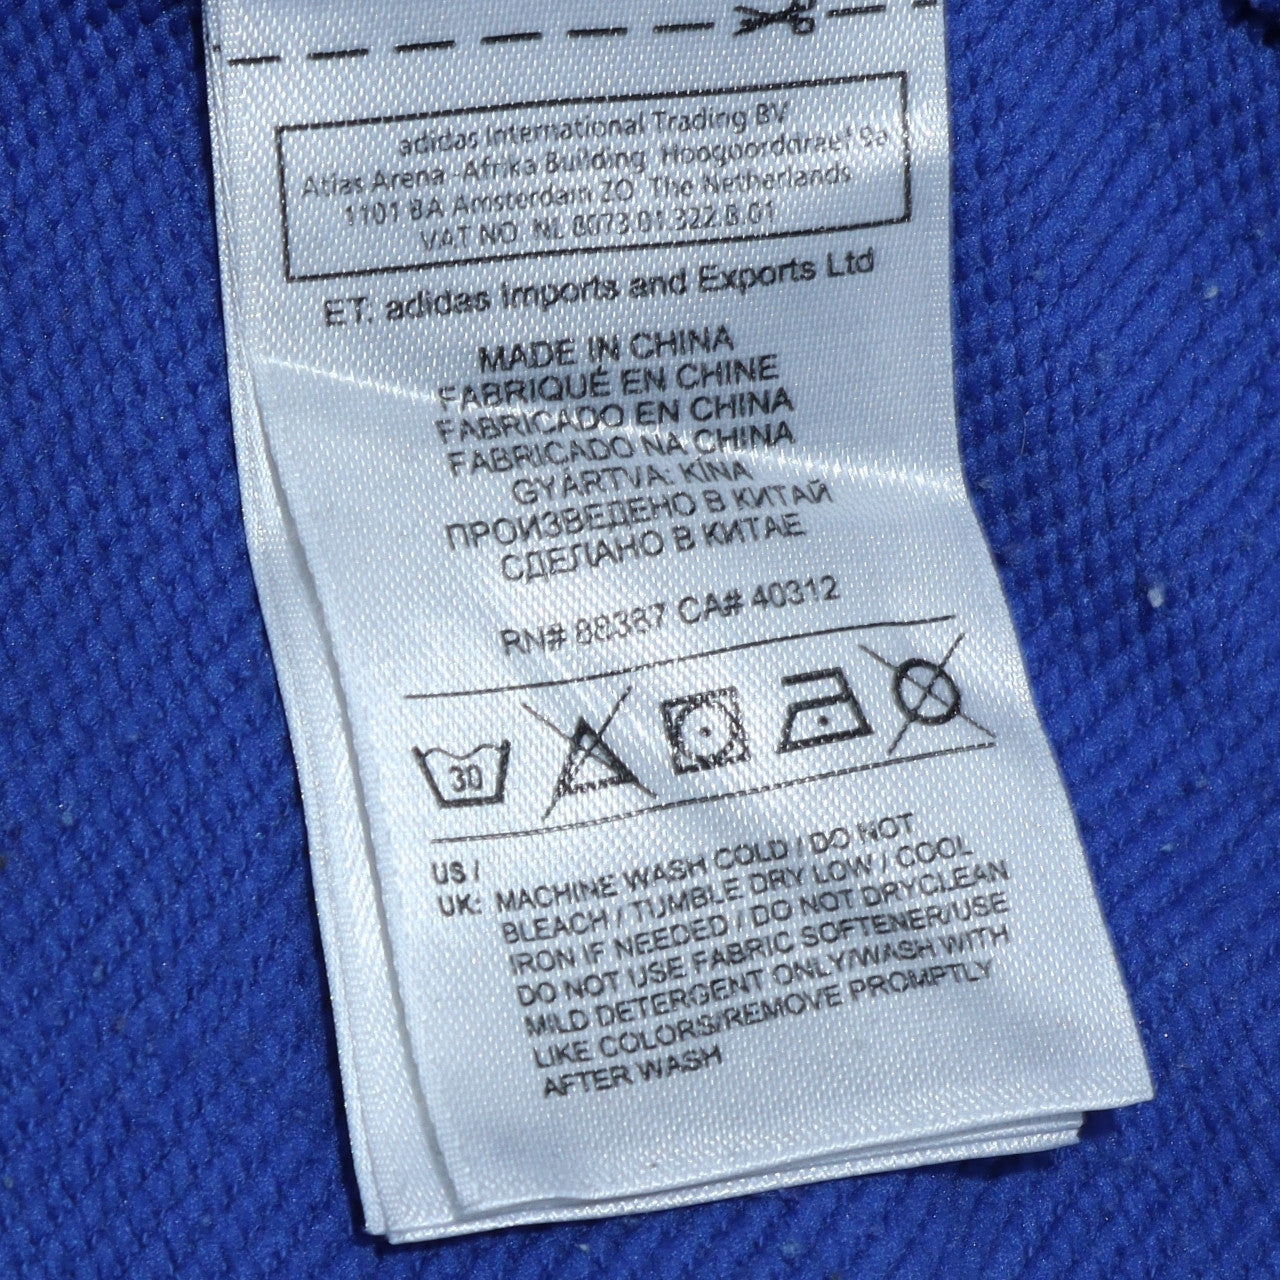 adidas International Trading BV
Atlas Arena -Afrika Building, Hoogoorddreef 9a
1101 BA Amsterdam ZO The Netherlands
VAT NO. NL 8073.01.322.B.01
ET. adidas Imports and Exports Ltd
MADE IN CHINA
FABRIQUÉ EN CHINE
FABRICADO EN CHINA
FABRICADO NA CHINA
GYÁRTVA: KÍNA
ПРОИЗВЕДЕНО В КИТАЙ
СДЕЛАНО В КИТАЕ
RN# 88387 CA# 40312
30
US /
UK: MACHINE WASH COLD / DO NOT
BLEACH / TUMBLE DRY LOW / COOL
IRON IF NEEDED / DO NOT DRYCLEAN
DO NOT USE FABRIC SOFTENER/USE
MILD DETERGENT ONLY/WASH WITH
LIKE COLORS/REMOVE PROMPTLY
AFTER WASH